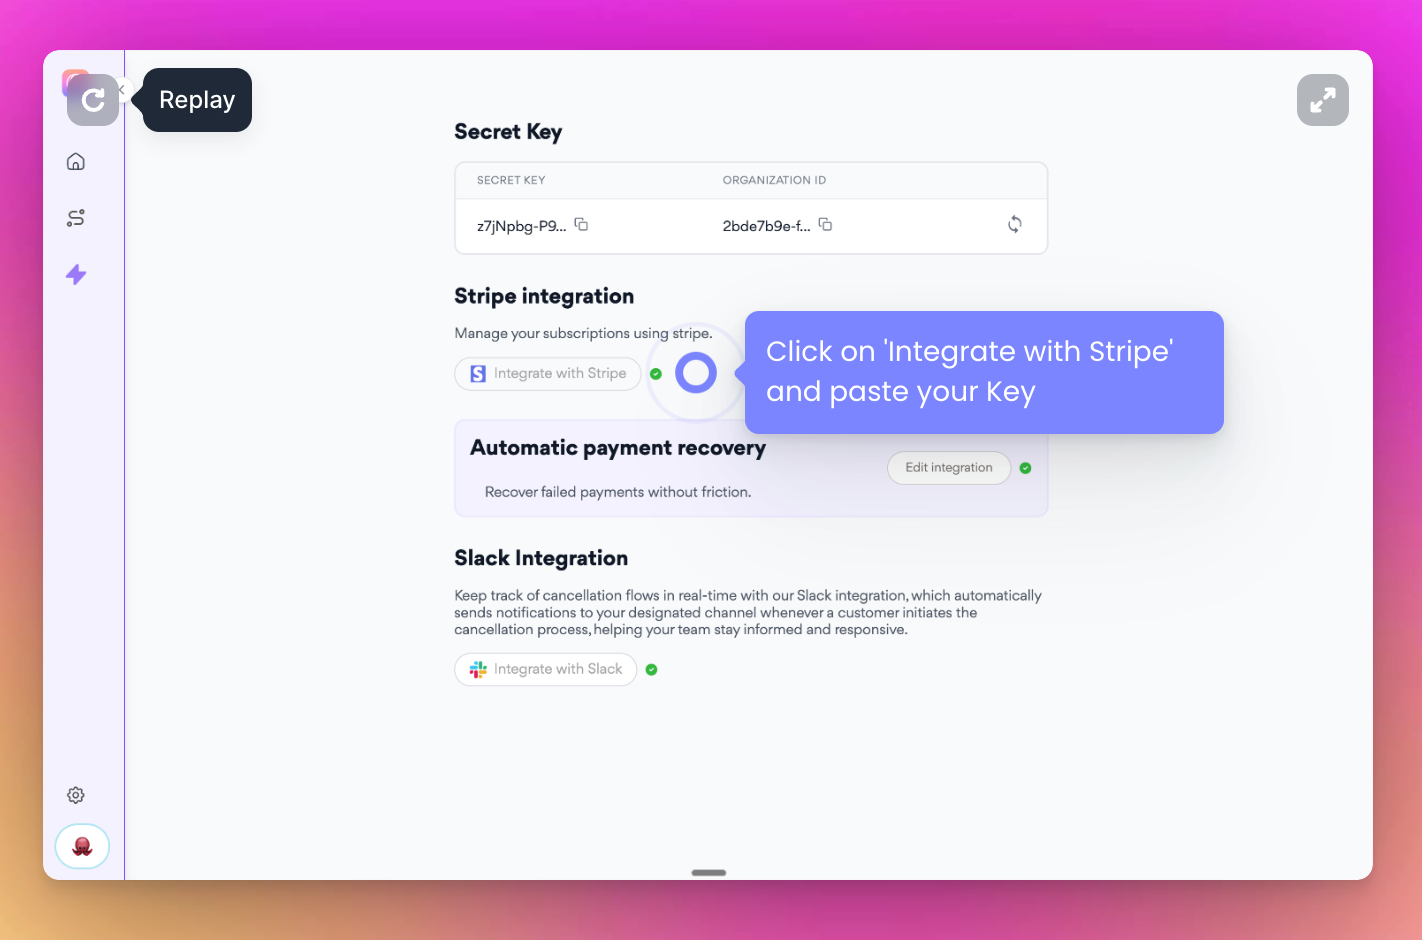 Replay
Secret Key
SECRET KEY
ORGANIZATION ID
z7jNpbg-P9...
2bde7b9e-f...
Stripe integration
Manage your subscriptions using stripe.
Integrate with Stripe
Click on 'Integrate with Stripe'
and paste your Key
Automatic payment recovery
Edit integration
Recover failed payments without friction.
Slack Integration
Keep track of cancellation flows in real-time with our Slack integration, which automatically
sends notifications to your designated channel whenever a customer initiates the
cancellation process, helping your team stay informed and responsive.
Integrate with Slack